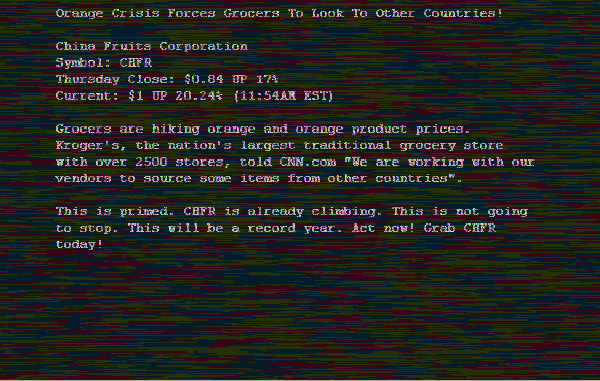 Orange Crisis Forces Grocers To Look To Other Countries!
China Fruits Corporation
Symbol: CHFR
Thursday Close: $0.84 UP 17%
Current: $1 UP 20.24% (11:54AM EST)
Grocers are hiking orange and orange product prices.
Kroger's, the nation's largest traditional grocery store
with over 2500 stores, told CNN.com "We are working with our
vendors to source some items from other countries".
This is primed. CHFR is already climbing. This is not going
to stop. This will be a record year. Act now! Grab CHFR
today!